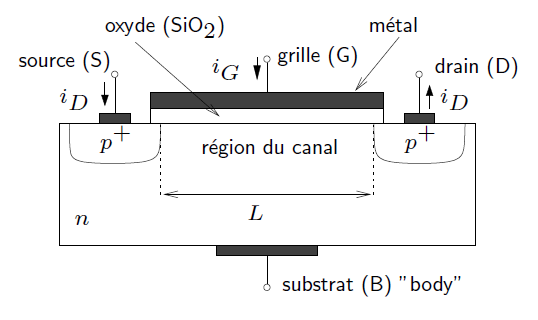 oxyde (SiO2)
métal
source (S)
grille (G)
drain (D)
iG
iD
iD
p+
p+
région du canal
L
n
substrat (B) "body"